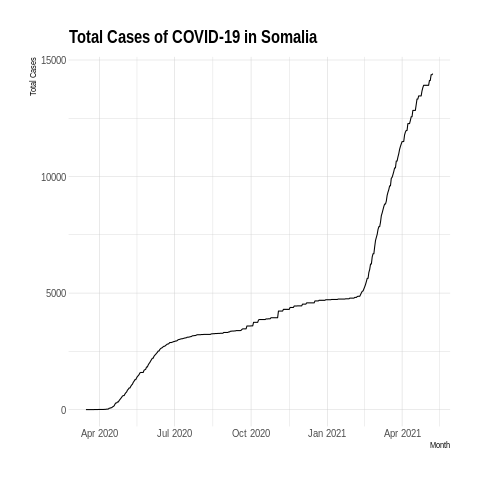 Total Cases of COVID-19 in Somalia
Total Cases
15000
10000
5000
0
Apr 2020 Jul 2020 Oct 2020 Jan 2021 Apr 2021
Month